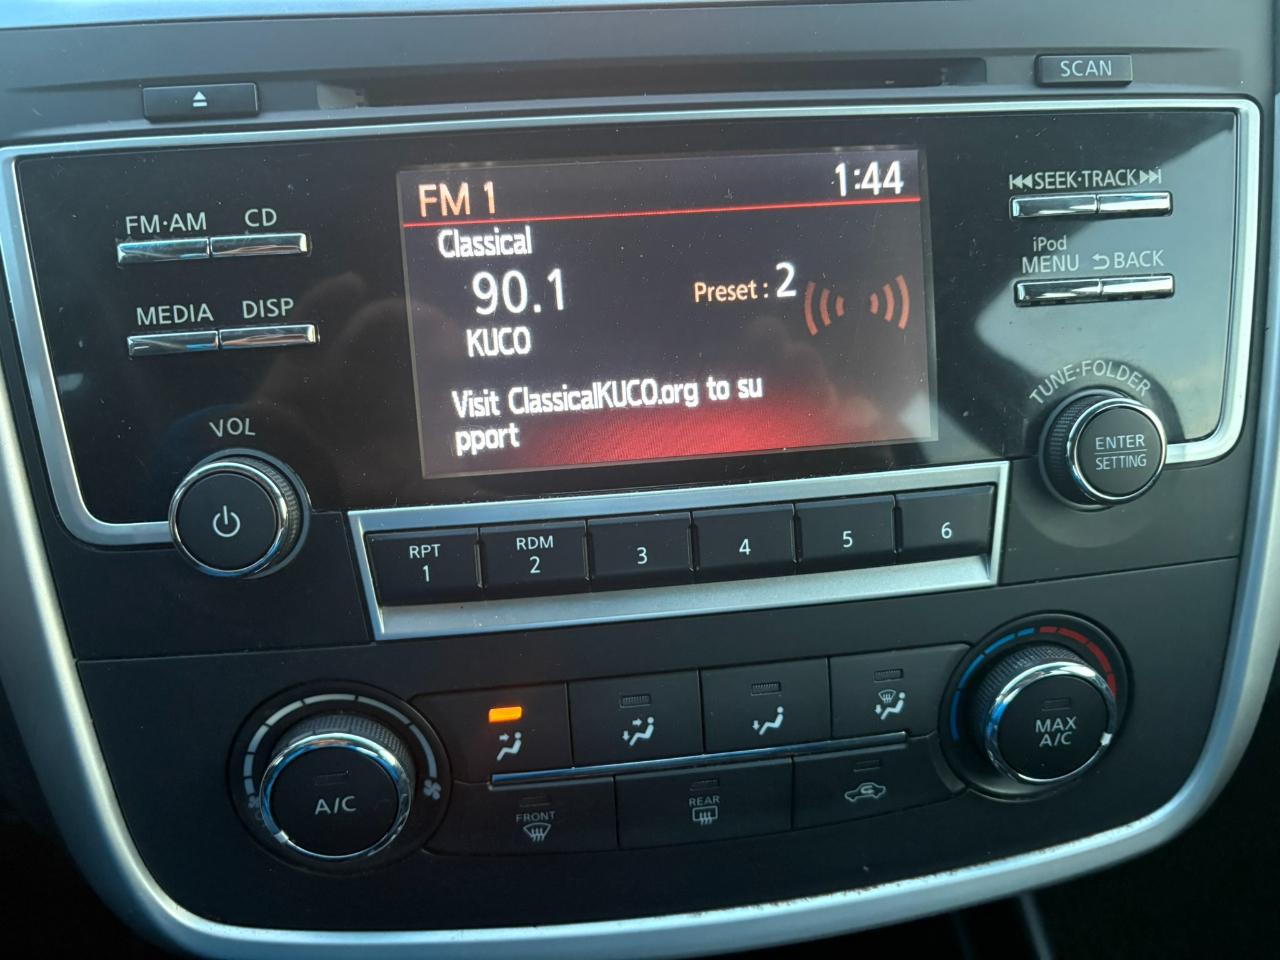 SCAN
FM 1 1:44
Classical
90.1
Preset : 2
KUCO
Visit ClassicalKUCO.org to su
pport
FM·AM CD
MEDIA DISP
VOL
SEEK·TRACK
iPod
MENU BACK
TUNE·FOLDER
ENTER
SETTING
RPT
1
RDM
2
3
4
5
6
A/C
MAX
A/C
FRONT
REAR